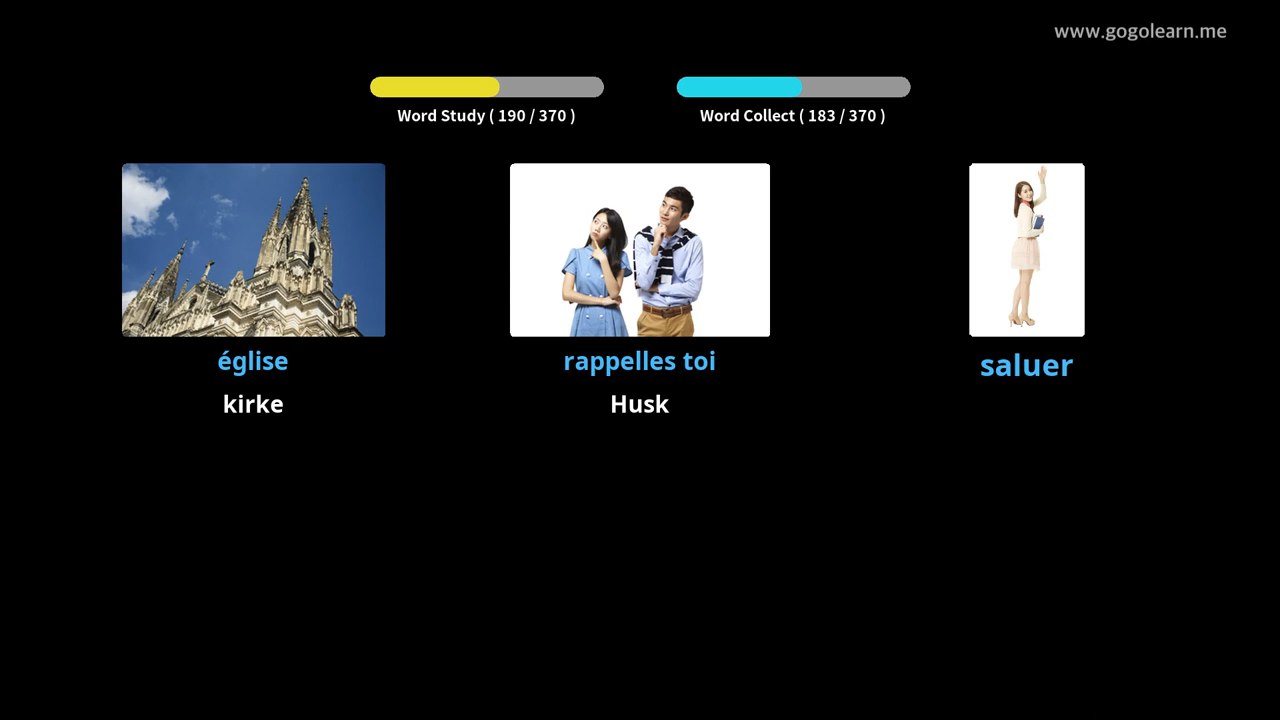 www.gogolearn.me
Word Study ( 190 / 370 )
Word Collect ( 183 / 370 )
église
rappelles toi
saluer
kirke
Husk